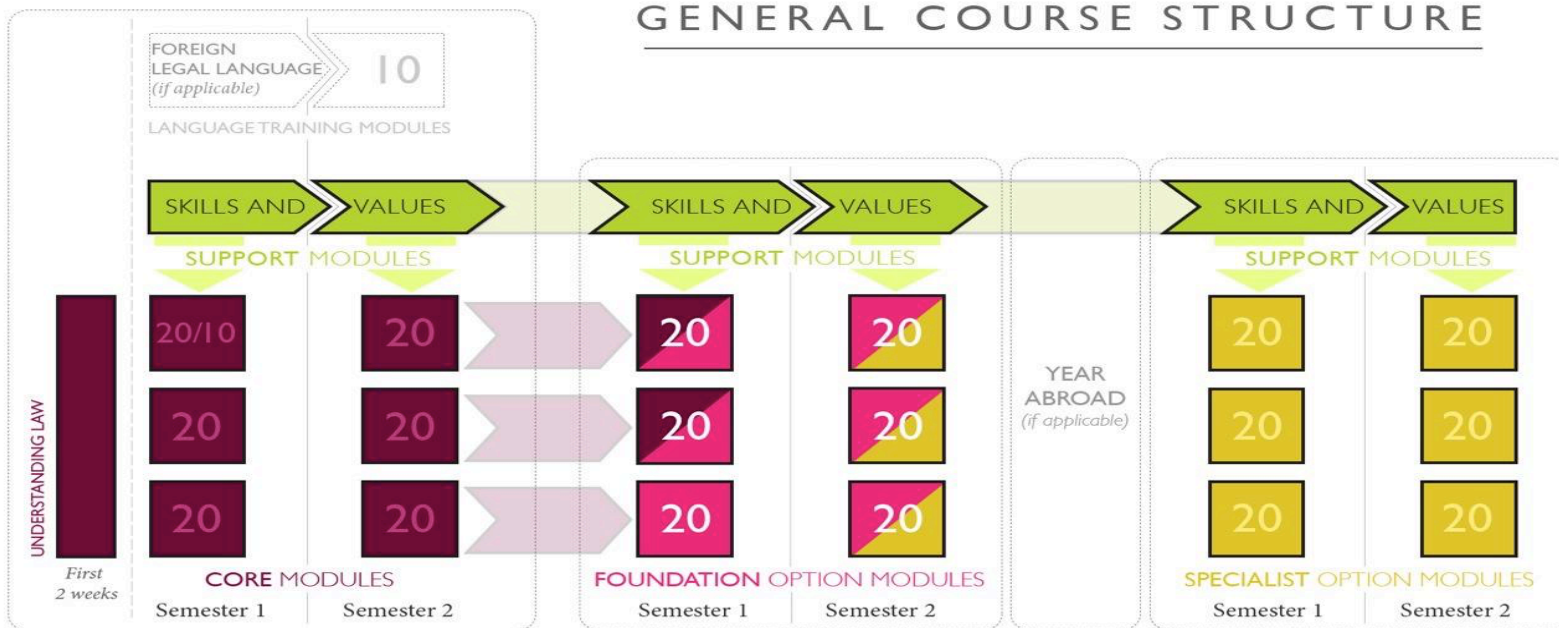 GENERAL COURSE STRUCTURE
FOREIGN
LEGAL LANGUAGE
(if applicable)
10
LANGUAGE TRAINING MODULES
SKILLS AND VALUES
SUPPORT MODULES
SKILLS AND VALUES
SUPPORT MODULES
SKILLS AND VALUES
SUPPORT MODULES
UNDERSTANDING LAW
First
2 weeks
20/10 20
20 20
20 20
CORE MODULES
Semester 1 Semester 2
20 20
20 20
20 20
FOUNDATION OPTION MODULES
Semester 1 Semester 2
YEAR
ABROAD
(if applicable)
20 20
20 20
20 20
SPECIALIST OPTION MODULES
Semester 1 Semester 2